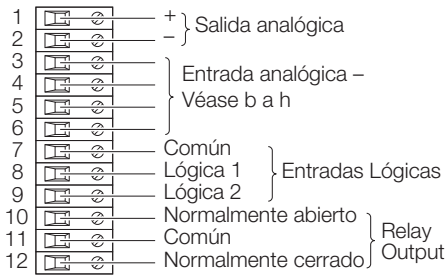 1 + Salida analógica
2 –
3 Entrada analógica –
4 Véase b a h
5
6
7 Común
8 Lógica 1 Entradas Lógicas
9 Lógica 2
10 Normalmente abierto
11 Común Relay
12 Normalmente cerrado Output